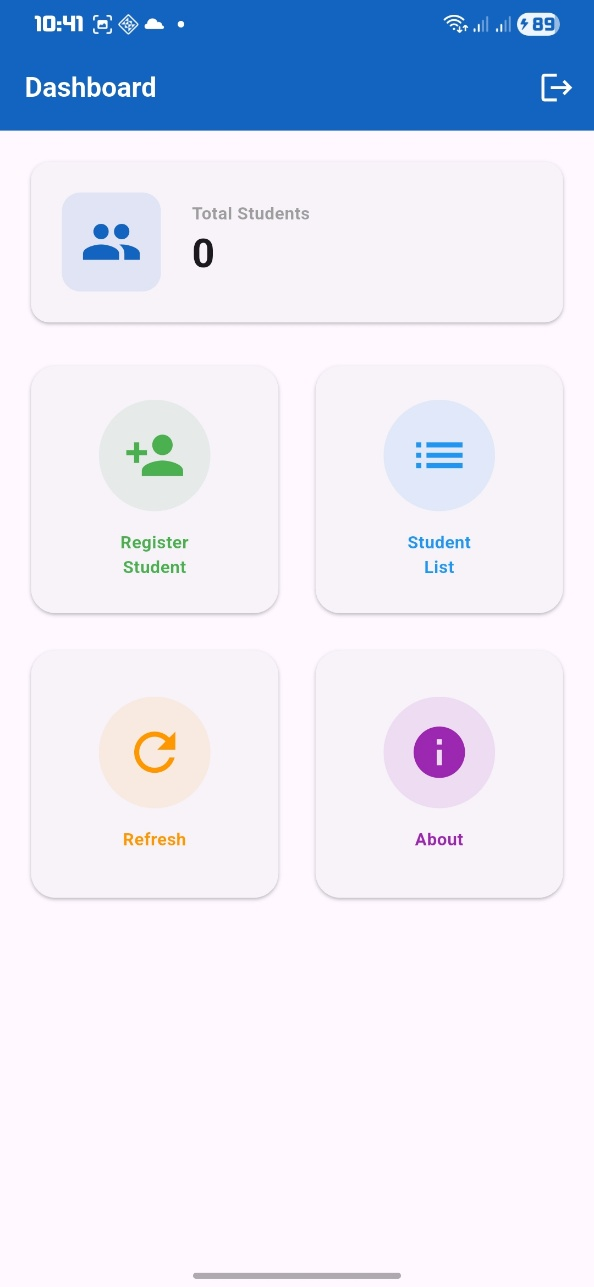 10:41
89
Dashboard
Total Students
0
Register
Student
Student
List
Refresh
About